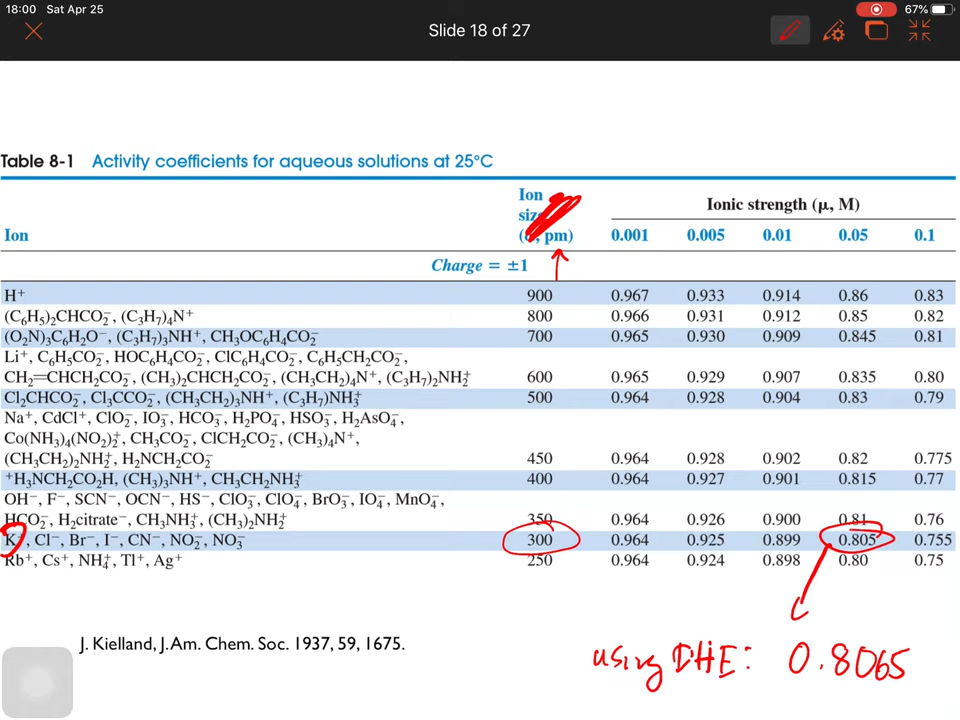 18:00 Sat Apr 25
67%
Slide 18 of 27
Table 8-1 Activity coefficients for aqueous solutions at 25°C
Ion
Ion size (, pm)
Ionic strength (μ, M)
0.001 0.005 0.01 0.05 0.1
Charge = ±1
H⁺ 900 0.967 0.933 0.914 0.86 0.83
(C₆H₅)₂CHCO₂⁻, (C₃H₇)₄N⁺ 800 0.966 0.931 0.912 0.85 0.82
(O₂N)₃C₆H₂O⁻, (C₃H₇)₃NH⁺, CH₃OC₆H₄CO₂⁻ 700 0.965 0.930 0.909 0.845 0.81
Li⁺, C₆H₅CO₂⁻, HOC₆H₄CO₂⁻, ClC₆H₄CO₂⁻, C₆H₅CH₂CO₂⁻,
CH₂=CHCH₂CO₂⁻, (CH₃)₂CHCH₂CO₂⁻, (CH₃CH₂)₄N⁺, (C₃H₇)₂NH₂⁺ 600 0.965 0.929 0.907 0.835 0.80
Cl₂CHCO₂⁻, Cl₃CCO₂⁻, (CH₃CH₂)₃NH⁺, (C₃H₇)NH₃⁺ 500 0.964 0.928 0.904 0.83 0.79
Na⁺, CdCl⁺, ClO₂⁻, IO₃⁻, HCO₃⁻, H₂PO₄⁻, HSO₃⁻, H₂AsO₄⁻,
Co(NH₃)₄(NO₂)₂⁺, CH₃CO₂⁻, ClCH₂CO₂⁻, (CH₃)₄N⁺,
(CH₃CH₂)₂NH₂⁺, H₂NCH₂CO₂⁻ 450 0.964 0.928 0.902 0.82 0.775
⁺H₃NCH₂CO₂H, (CH₃)₃NH⁺, CH₃CH₂NH₃⁺ 400 0.964 0.927 0.901 0.815 0.77
OH⁻, F⁻, SCN⁻, OCN⁻, HS⁻, ClO₃⁻, ClO₄⁻, BrO₃⁻, IO₄⁻, MnO₄⁻,
HCO₂⁻, H₂citrate⁻, CH₃NH₃⁺, (CH₃)₂NH₂⁺ 350 0.964 0.926 0.900 0.81 0.76
K⁺, Cl⁻, Br⁻, I⁻, CN⁻, NO₂⁻, NO₃⁻ 300 0.964 0.925 0.899 0.805 0.755
Rb⁺, Cs⁺, NH₄⁺, Tl⁺, Ag⁺ 250 0.964 0.924 0.898 0.80 0.75
J. Kielland, J. Am. Chem. Soc. 1937, 59, 1675.
using DHE: 0.8065